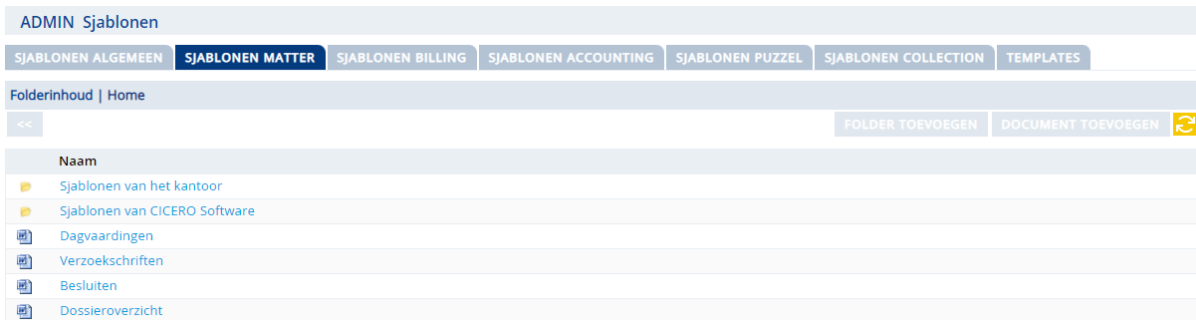 ADMIN Sjablonen
SJABLONEN ALGEMEEN SJABLONEN MATTER SJABLONEN BILLING SJABLONEN ACCOUNTING SJABLONEN PUZZEL SJABLONEN COLLECTION TEMPLATES
Folderinhoud | Home
<< FOLDER TOEVOEGEN DOCUMENT TOEVOEGEN
Naam
Sjablonen van het kantoor
Sjablonen van CICERO Software
Dagvaardingen
Verzoekschriften
Besluiten
Dossieroverzicht